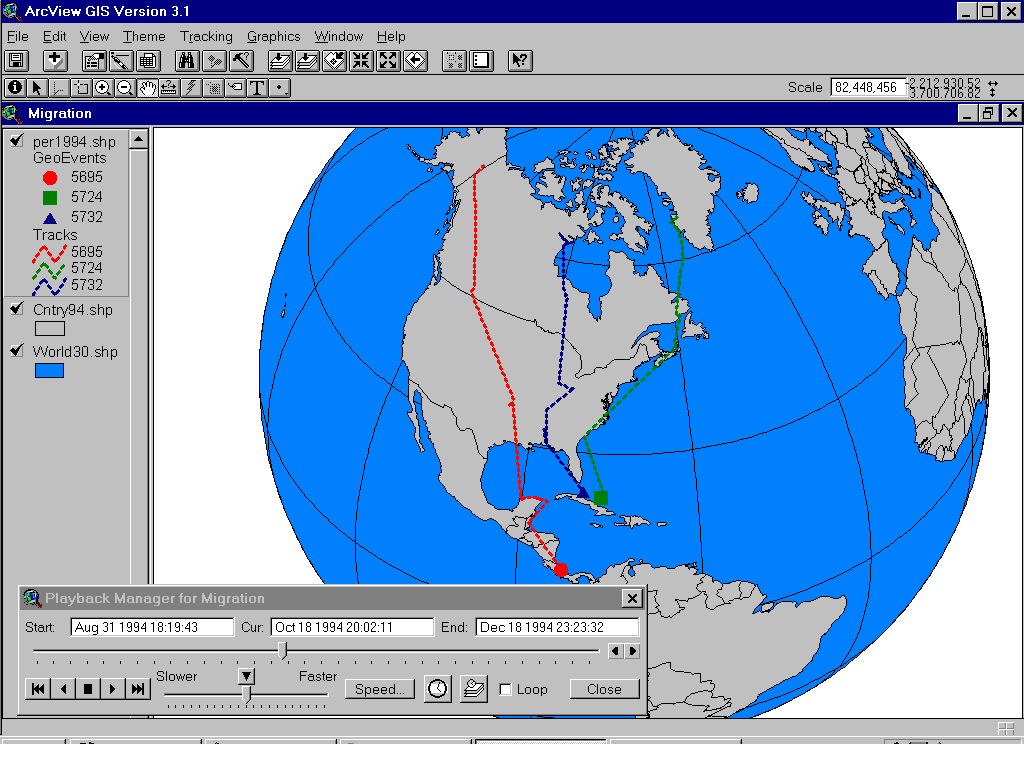 ArcView GIS Version 3.1
File Edit View Theme Tracking Graphics Window Help
Scale 82,448,456 -2,212,930.52
3,700,706.82
Migration
per1994.shp
GeoEvents
5695
5724
5732
Tracks
5695
5724
5732
Cntry94.shp
World30.shp
Playback Manager for Migration
Start: Aug 31 1994 18:19:43 Cur: Oct 18 1994 20:02:11 End: Dec 18 1994 23:23:32
Slower Faster Speed... Loop Close